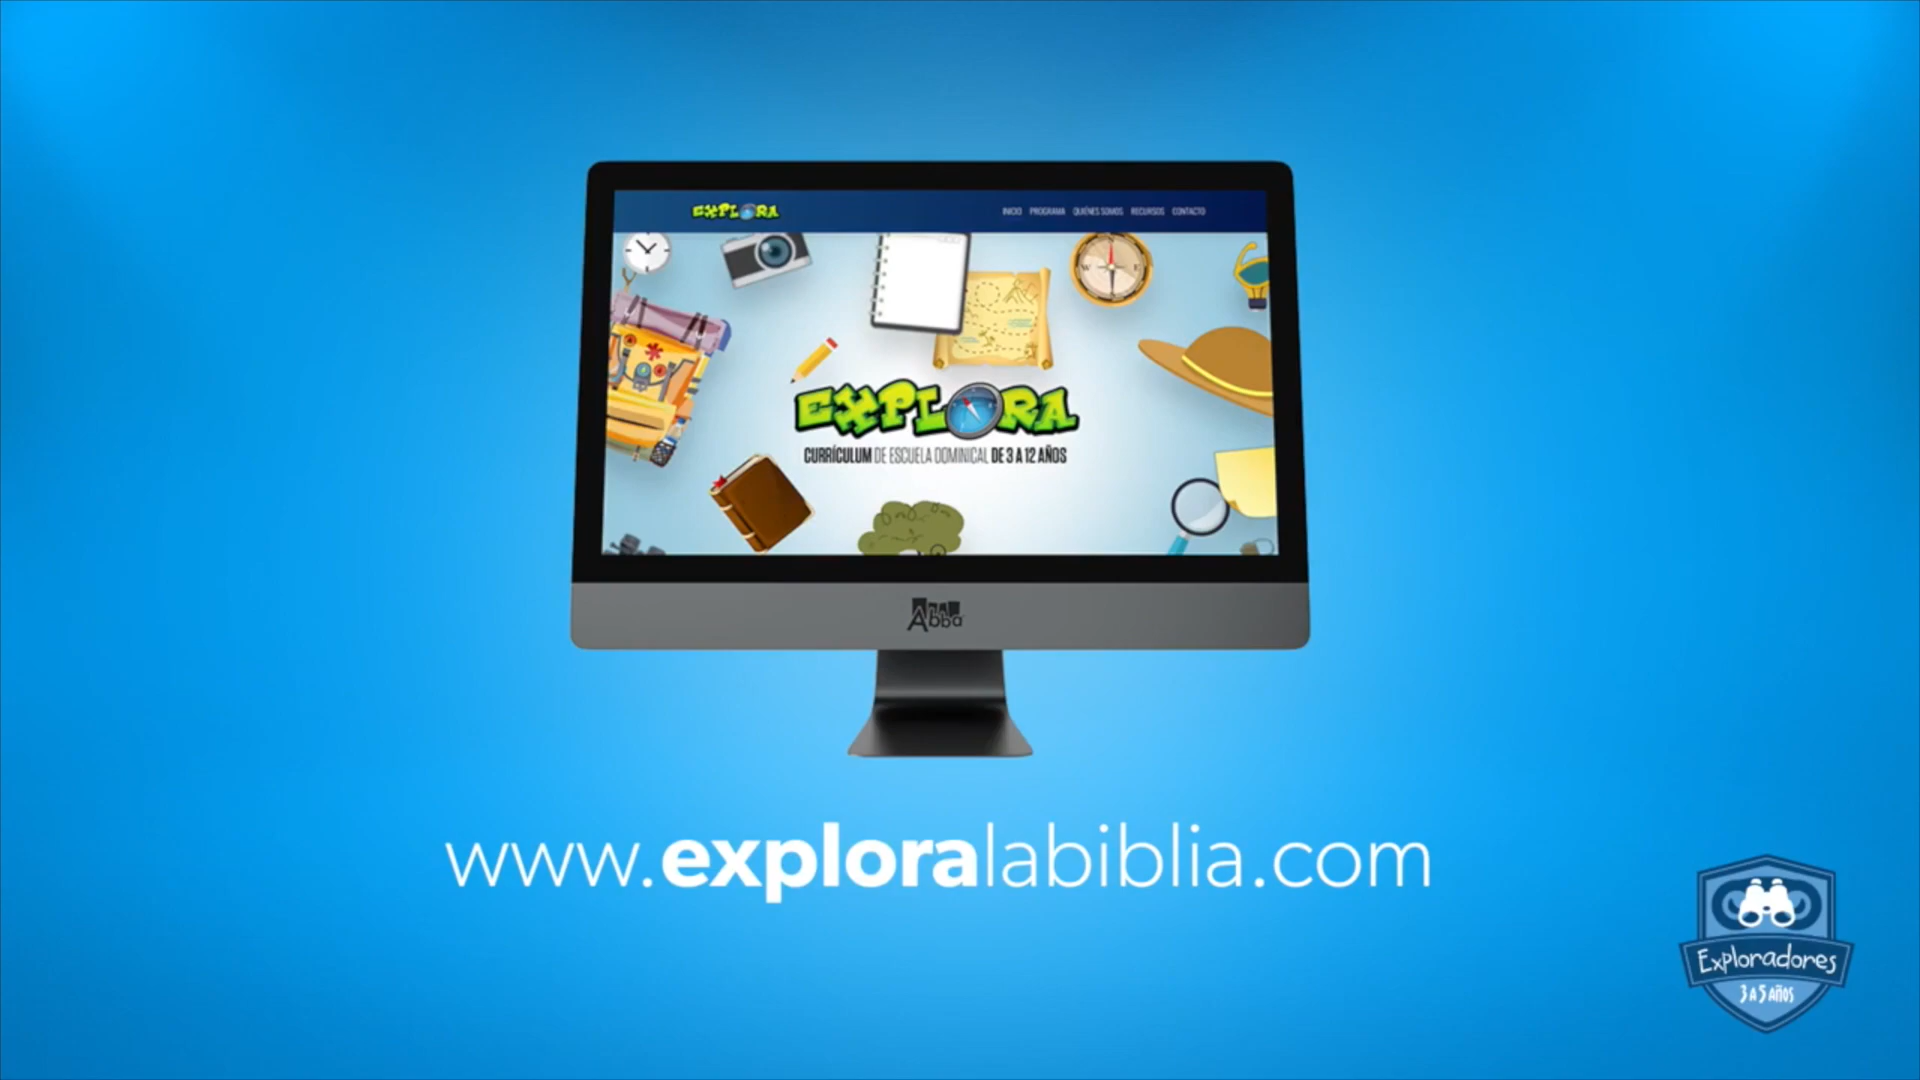 EXPLORA
INICIO PROGRAMA QUIÉNES SOMOS RECURSOS CONTACTO
EXPLORA
CURRÍCULUM DE ESCUELA DOMINICAL DE 3 A 12 AÑOS
Abba
www.exploralabiblia.com
Exploradores
3 A 5 AÑOS